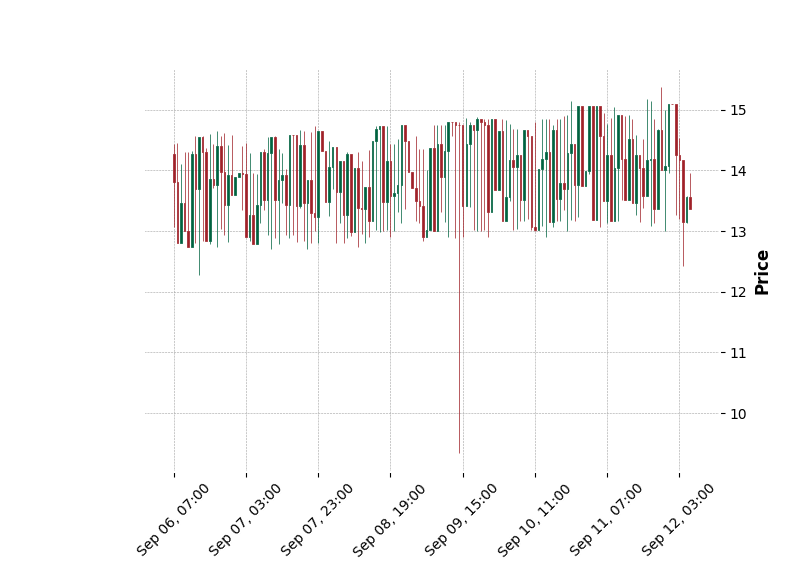 15
14
13
12
11
10
Price
Sep 06, 07:00
Sep 07, 03:00
Sep 07, 23:00
Sep 08, 19:00
Sep 09, 15:00
Sep 10, 11:00
Sep 11, 07:00
Sep 12, 03:00